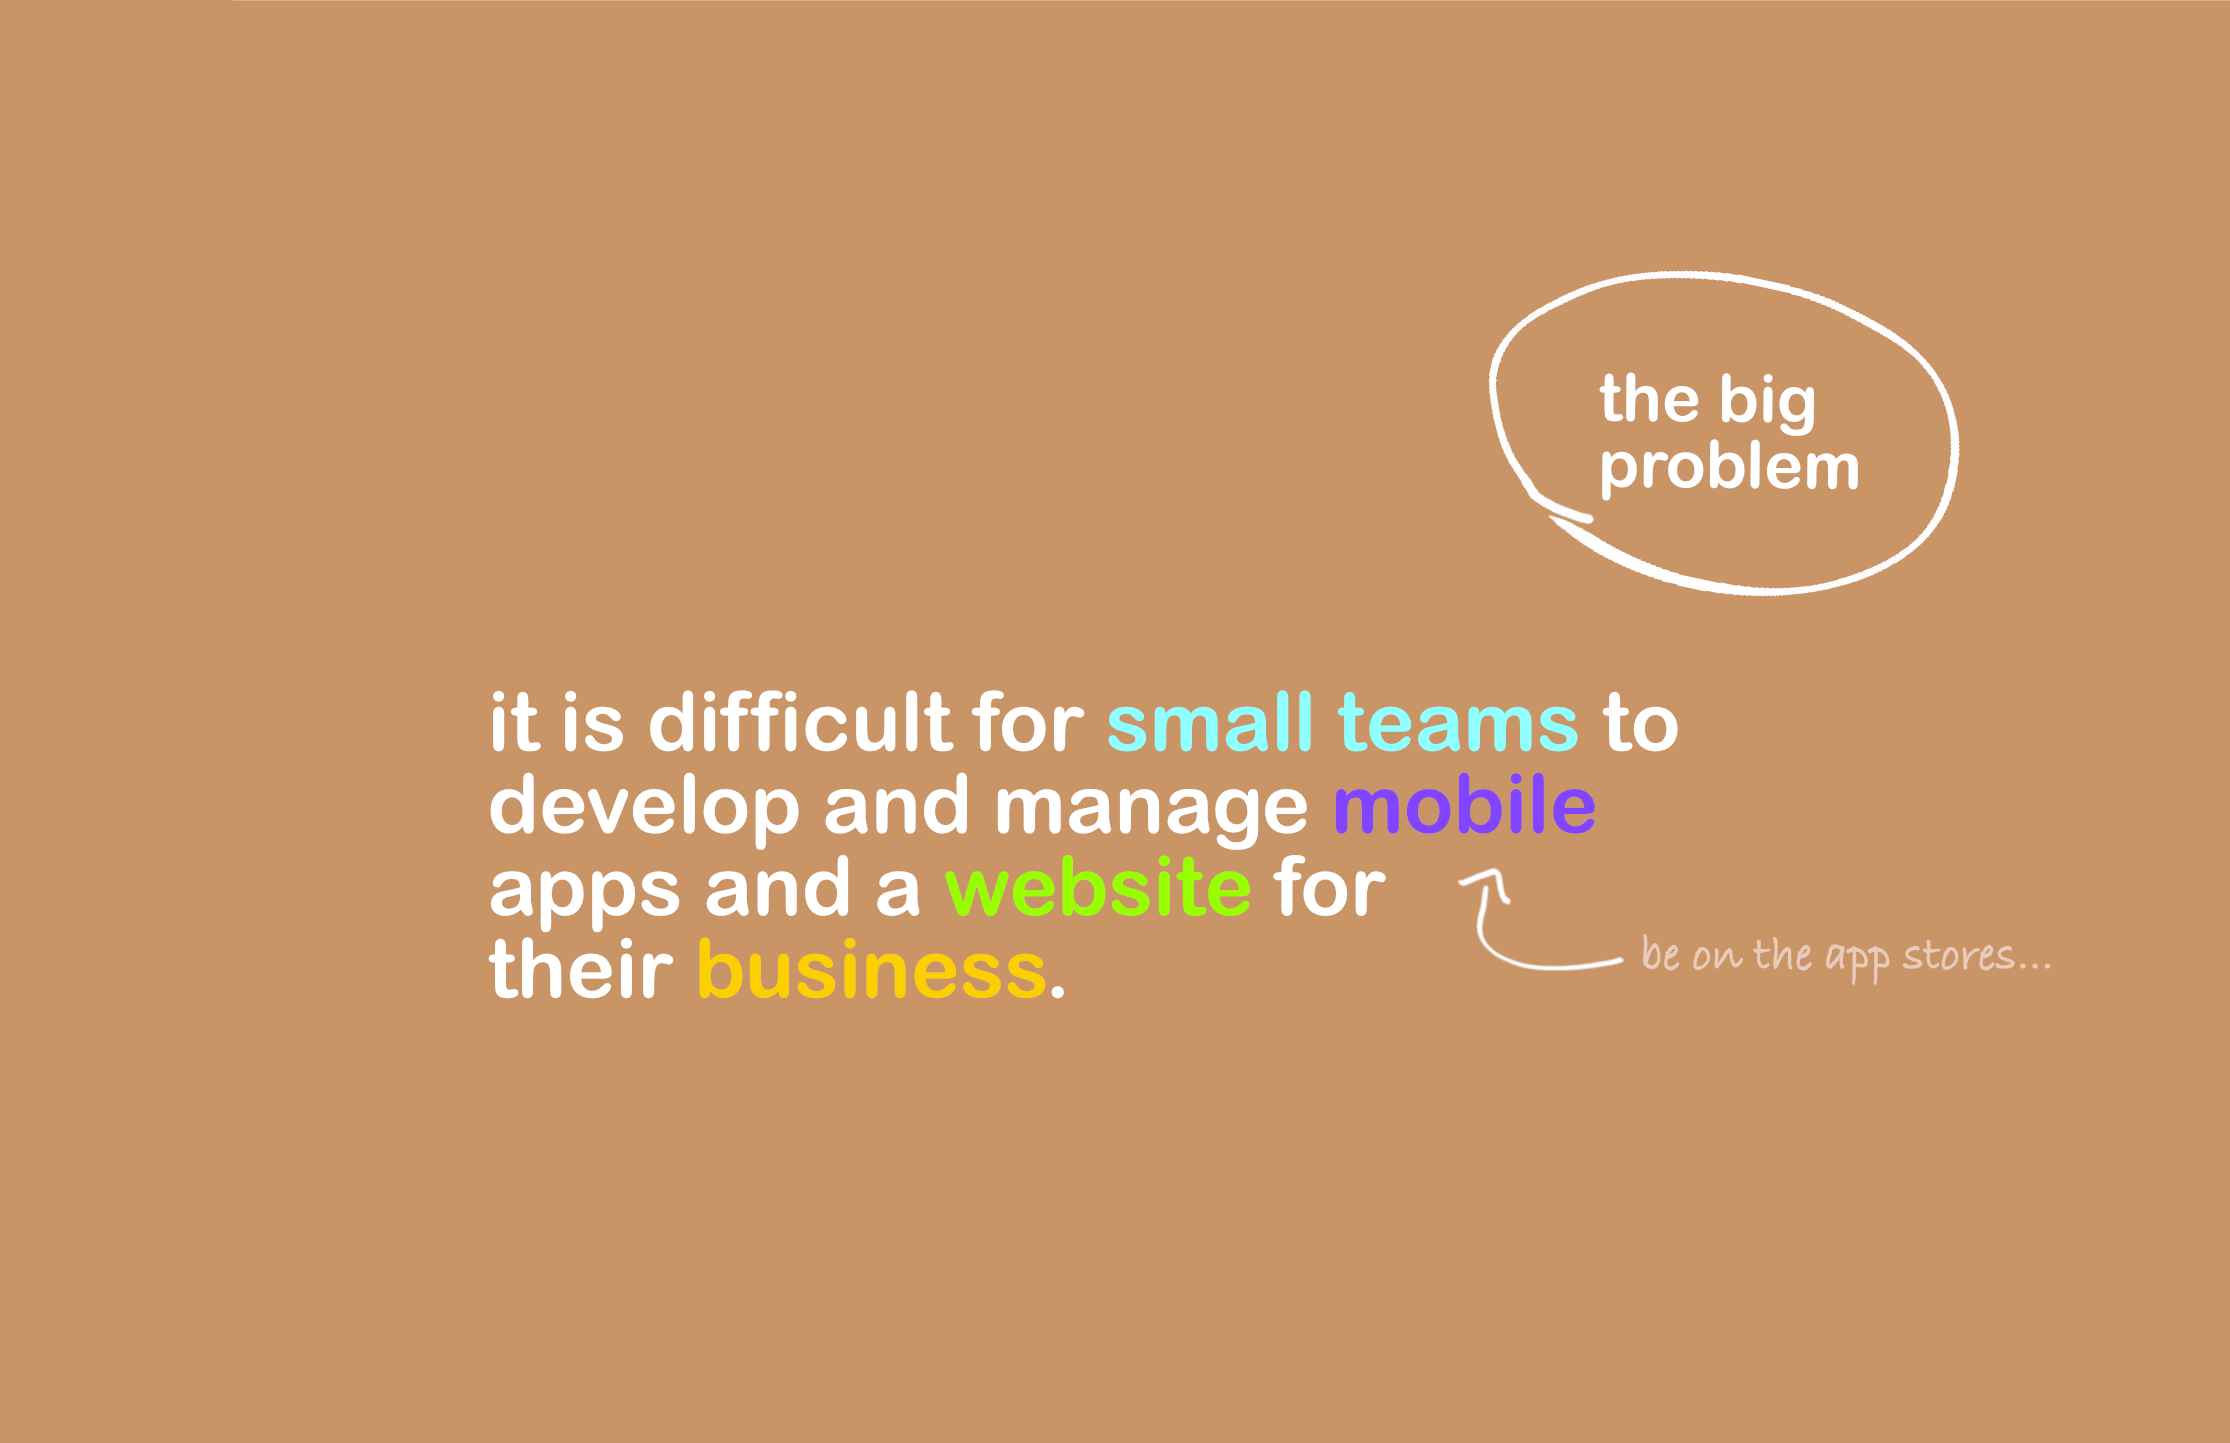 the big
problem
it is difficult for small teams to
develop and manage mobile
apps and a website for
their business.
be on the app stores...